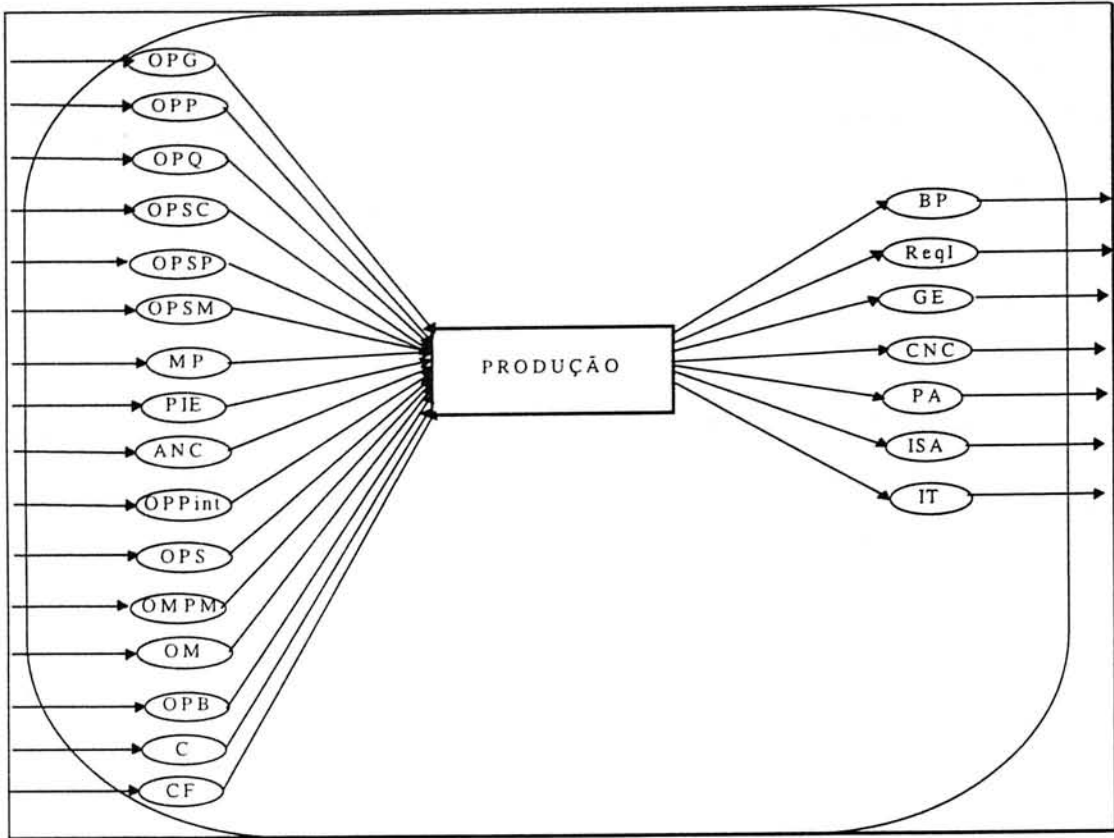 OPG
OPP
OPQ
OPSC
OPSP
OPSM
MP
PIE
ANC
OPPint
OPS
OMPM
OM
OPB
C
CF
PRODUÇÃO
BP
ReqI
GE
CNC
PA
ISA
IT